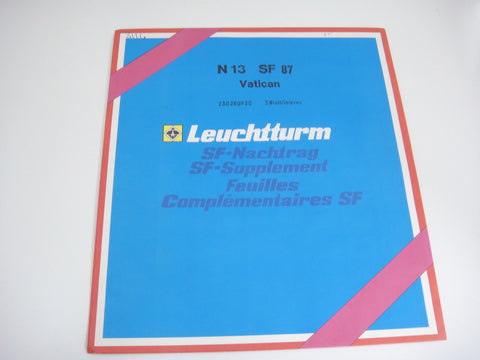 N 13 SF 87
Vatican
Leuchtturm
SF-Nachtrag
SF-Supplement
Feuilles
Complémentaires SF